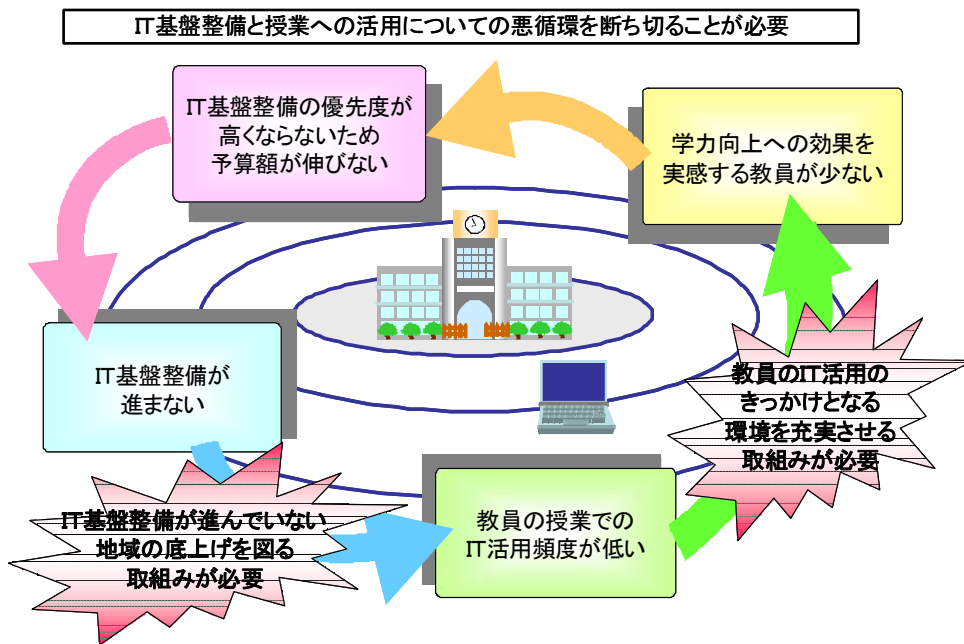 IT基盤整備と授業への活用についての悪循環を断ち切ることが必要
IT基盤整備の優先度が
高くならないため
予算額が伸びない
学力向上への効果を
実感する教員が少ない
IT基盤整備が
進まない
教員のIT活用の
きっかけとなる
環境を充実させる
取組みが必要
IT基盤整備が進んでいない
地域の底上げを図る
取組みが必要
教員の授業での
IT活用頻度が低い